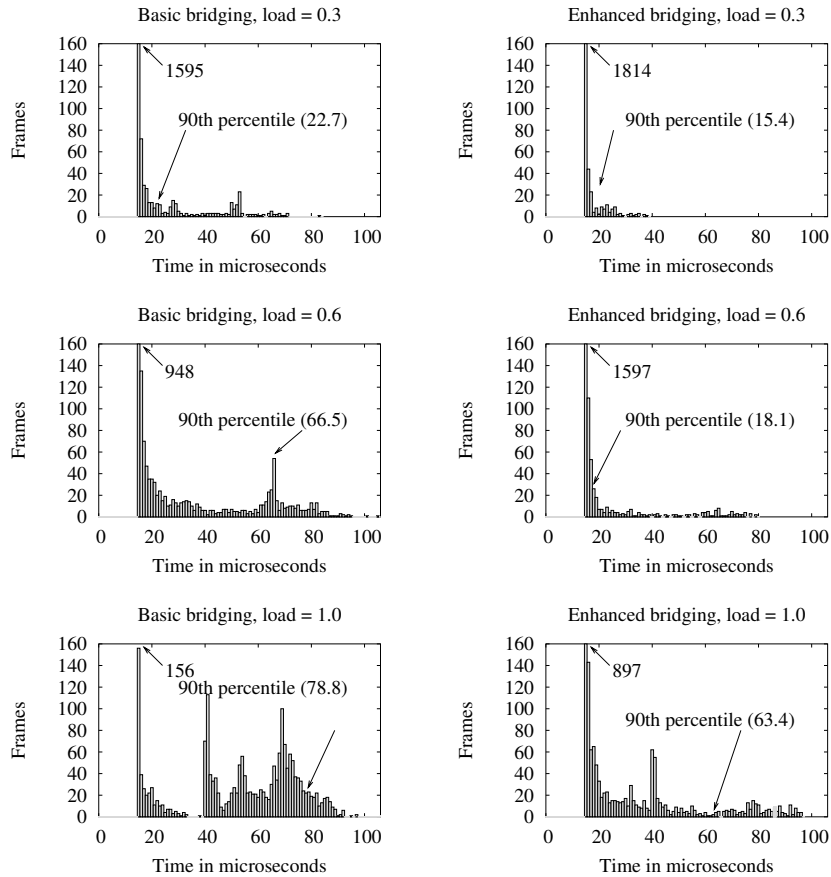 Basic bridging, load = 0.3
160
140
120
100
80
60
40
20
0
Frames
1595
90th percentile (22.7)
0 20 40 60 80 100
Time in microseconds
Enhanced bridging, load = 0.3
160
140
120
100
80
60
40
20
0
Frames
1814
90th percentile (15.4)
0 20 40 60 80 100
Time in microseconds
Basic bridging, load = 0.6
160
140
120
100
80
60
40
20
0
Frames
948
90th percentile (66.5)
0 20 40 60 80 100
Time in microseconds
Enhanced bridging, load = 0.6
160
140
120
100
80
60
40
20
0
Frames
1597
90th percentile (18.1)
0 20 40 60 80 100
Time in microseconds
Basic bridging, load = 1.0
160
140
120
100
80
60
40
20
0
Frames
156
90th percentile (78.8)
0 20 40 60 80 100
Time in microseconds
Enhanced bridging, load = 1.0
160
140
120
100
80
60
40
20
0
Frames
897
90th percentile (63.4)
0 20 40 60 80 100
Time in microseconds